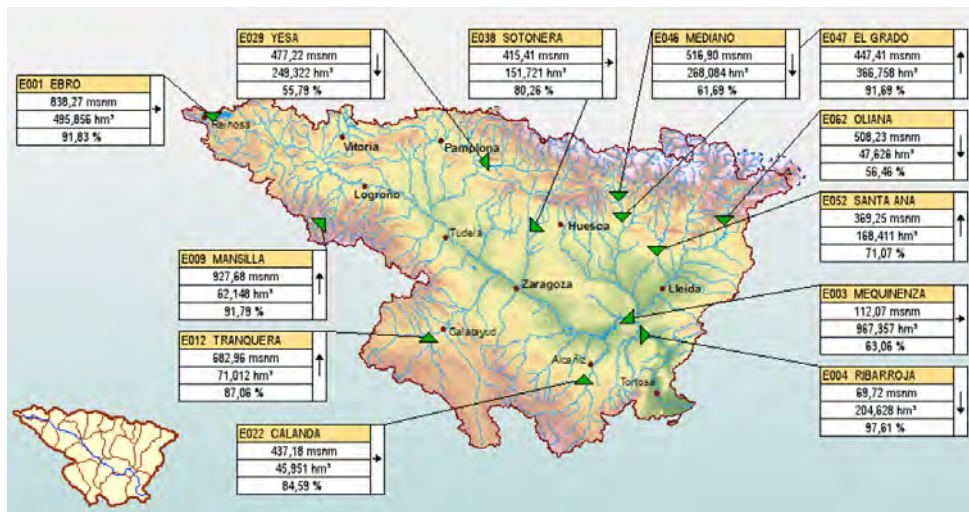 E029 YESA
477,22 msnm
249,322 hm³
55,79 %
E038 SOTONERA
415,41 msnm
151,721 hm³
80,26 %
E046 MEDIANO
516,90 msnm
268,084 hm³
61,69 %
E047 EL GRADO
447,41 msnm
366,758 hm³
91,69 %
E001 EBRO
838,27 msnm
495,856 hm³
91,83 %
E062 OLIANA
508,23 msnm
47,626 hm³
56,46 %
E052 SANTA ANA
369,25 msnm
168,411 hm³
71,07 %
E009 MANSILLA
927,68 msnm
62,148 hm³
91,79 %
E003 MEQUINENZA
112,07 msnm
967,357 hm³
63,06 %
E012 TRANQUERA
682,96 msnm
71,012 hm³
87,06 %
E004 RIBARROJA
69,72 msnm
204,628 hm³
97,61 %
E022 CALANDA
437,18 msnm
45,951 hm³
84,59 %
Reinosa
Vitoria
Pamplona
Logroño
Tudela
Huesca
Zaragoza
Lleida
Calatayud
Alcañiz
Tortosa